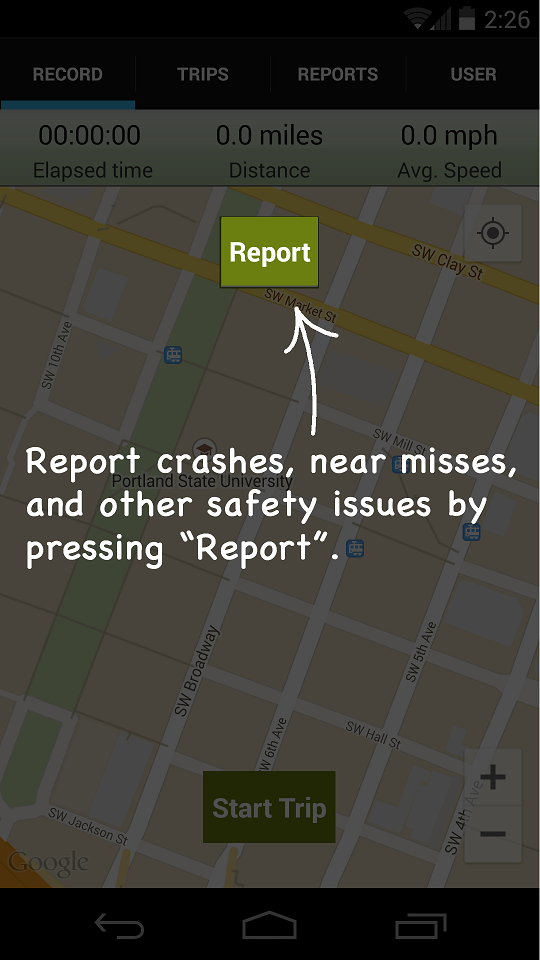 2:26
RECORD TRIPS REPORTS USER
00:00:00 0.0 miles 0.0 mph
Elapsed time Distance Avg. Speed
Report
SW Clay St
SW Market St
SW 10th Ave
SW Mill St
Report crashes, near misses,
Portland State University
and other safety issues by
pressing “Report”.
SW Broadway
SW 5th Ave
SW 6th Ave
SW Hall St
Start Trip
SW 4th Ave
SW Jackson St
Google